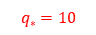 q* = 10